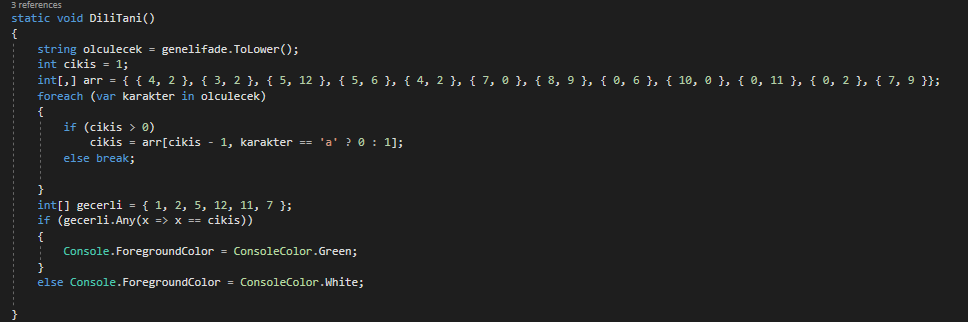 3 references
static void DiliTani()
{
string olculecek = genelifade.ToLower();
int cikis = 1;
int[,] arr = { { 4, 2 }, { 3, 2 }, { 5, 12 }, { 5, 6 }, { 4, 2 }, { 7, 0 }, { 8, 9 }, { 0, 6 }, { 10, 0 }, { 0, 11 }, { 0, 2 }, { 7, 9 }};
foreach (var karakter in olculecek)
{
if (cikis > 0)
cikis = arr[cikis - 1, karakter == 'a' ? 0 : 1];
else break;
}
int[] gecerli = { 1, 2, 5, 12, 11, 7 };
if (gecerli.Any(x => x == cikis))
{
Console.ForegroundColor = ConsoleColor.Green;
}
else Console.ForegroundColor = ConsoleColor.White;
}